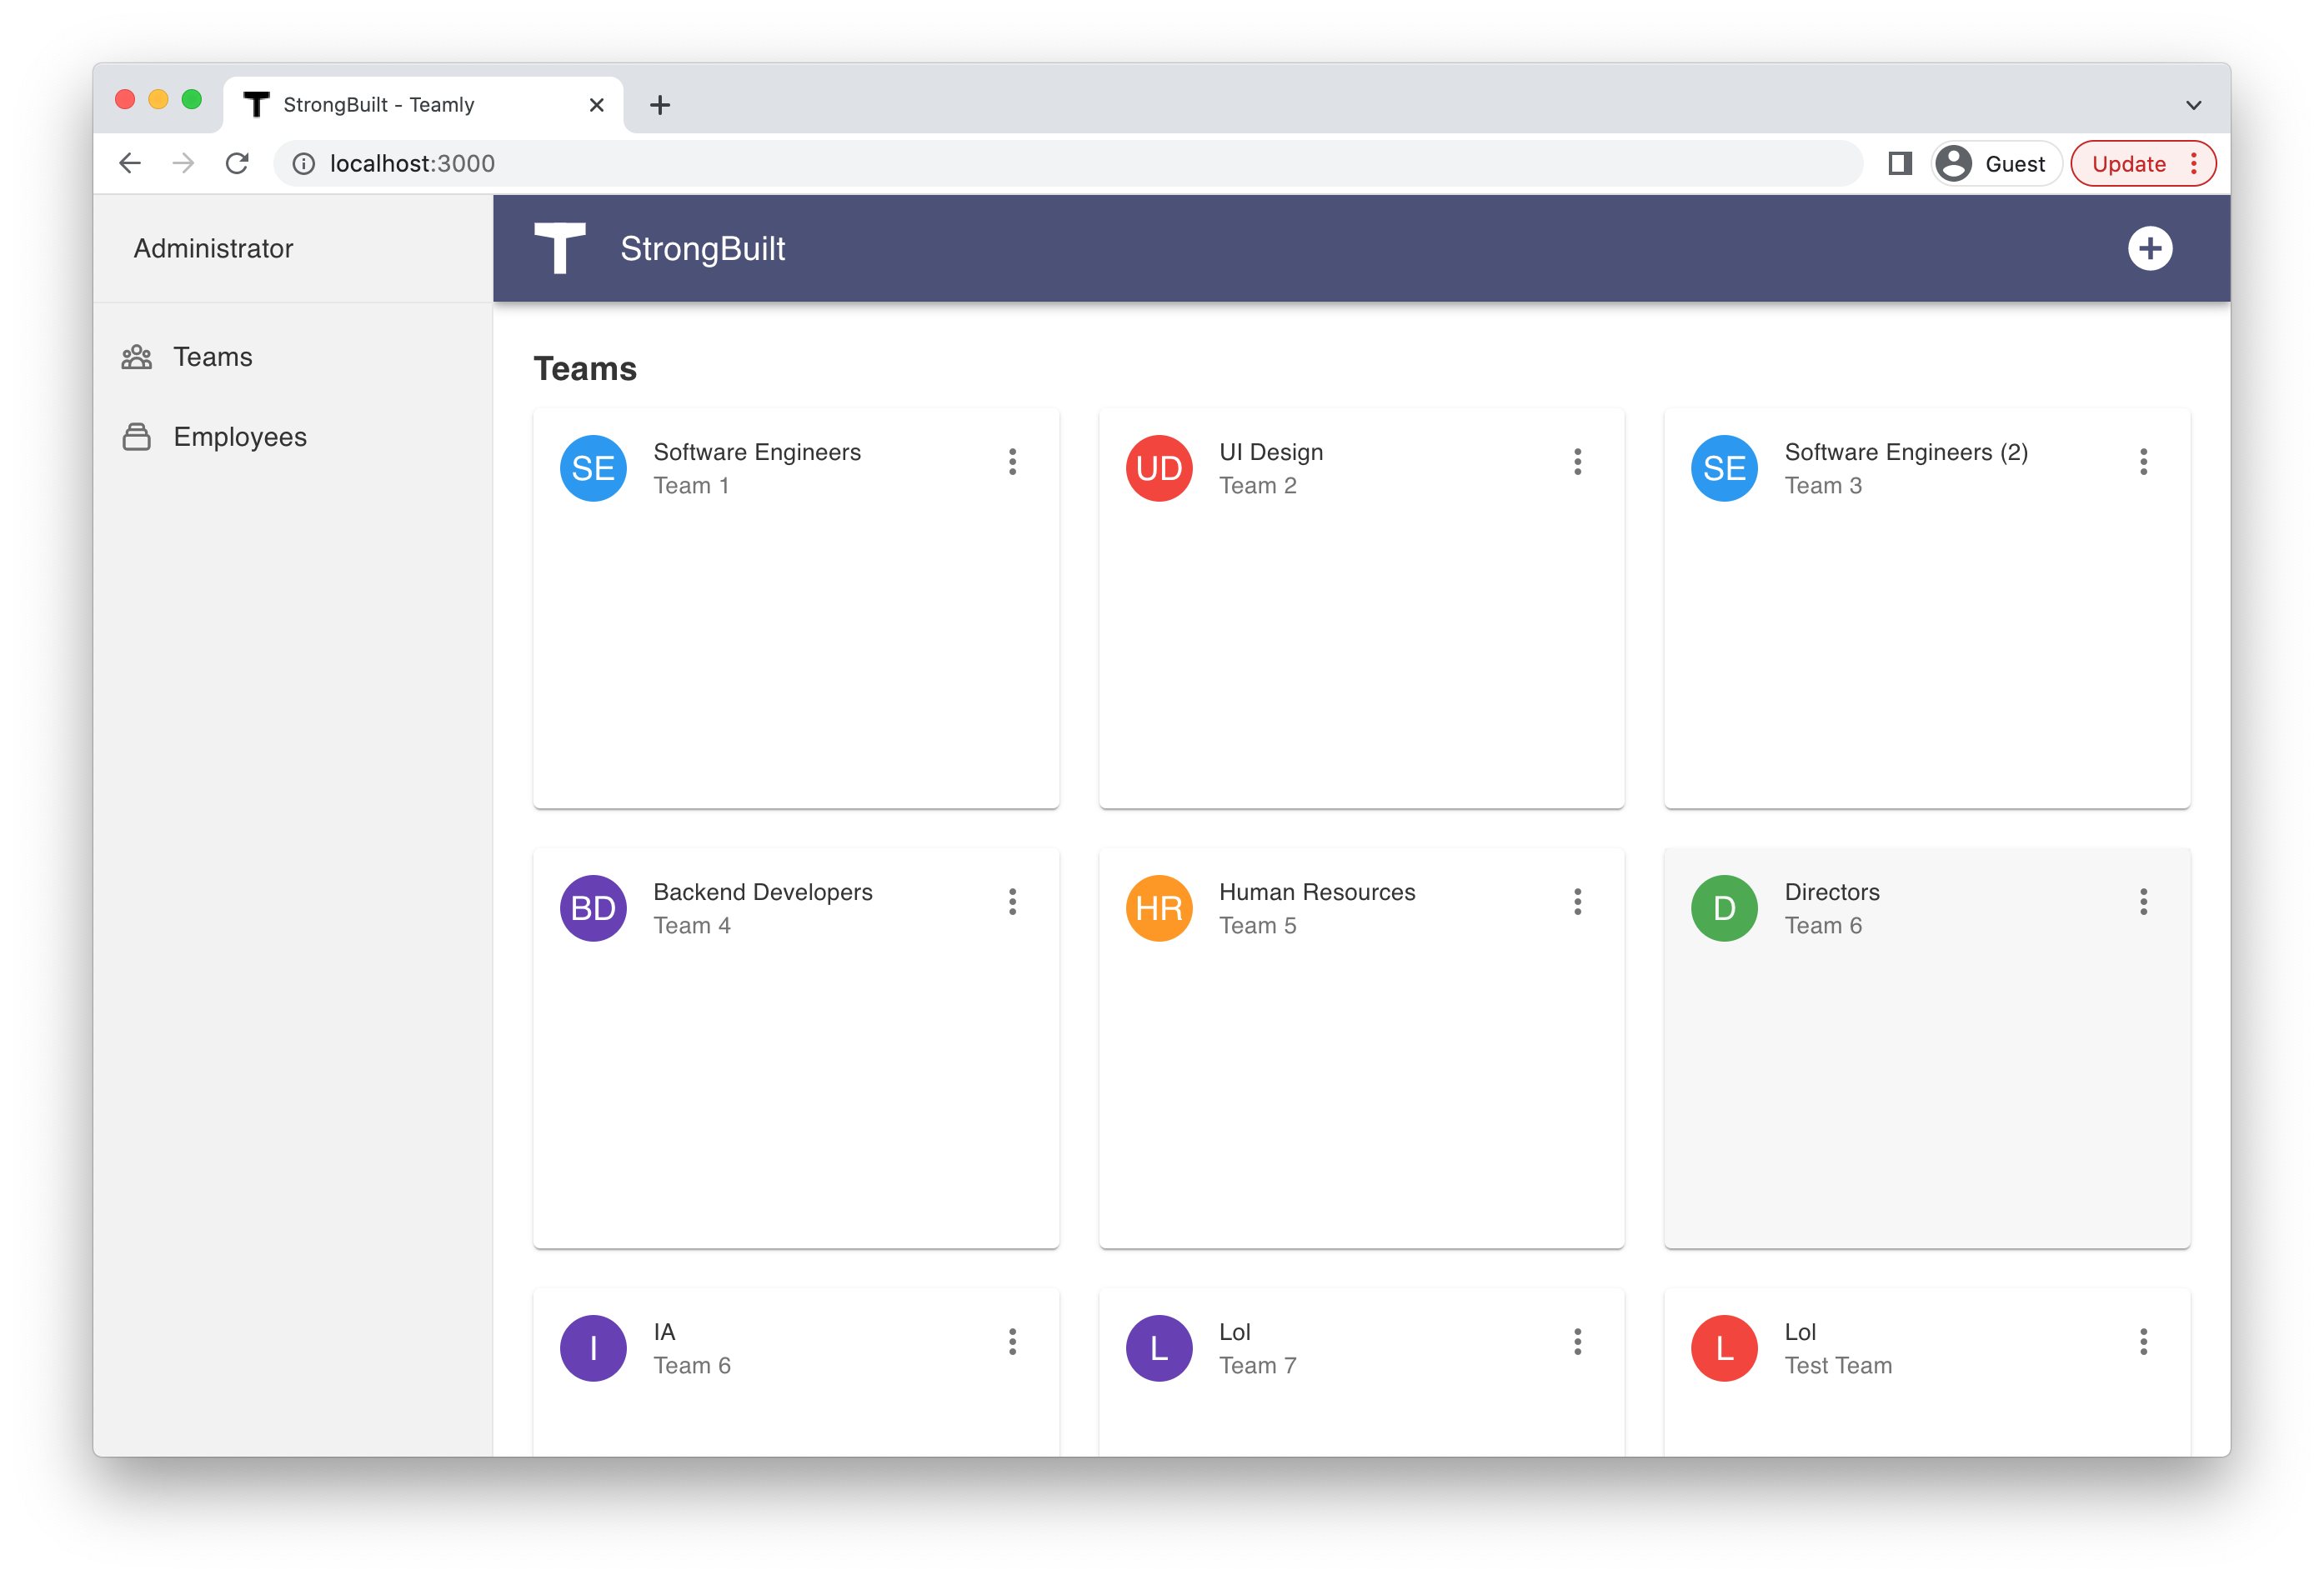 StrongBuilt - Teamly
localhost:3000
Guest
Update
Administrator
StrongBuilt
Teams
Employees
Teams
SE
Software Engineers
Team 1
UD
UI Design
Team 2
SE
Software Engineers (2)
Team 3
BD
Backend Developers
Team 4
HR
Human Resources
Team 5
D
Directors
Team 6
I
IA
Team 6
L
Lol
Team 7
L
Lol
Test Team